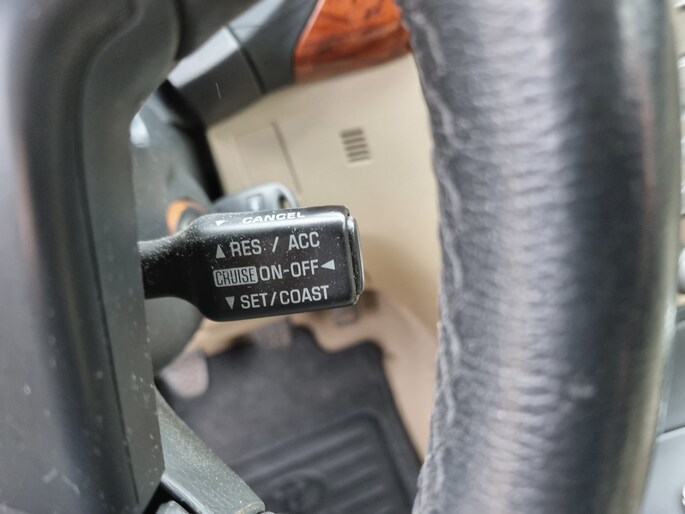 ▼ CANCEL
▲ RES / ACC
CRUISE ON-OFF ◀
▼ SET/COAST